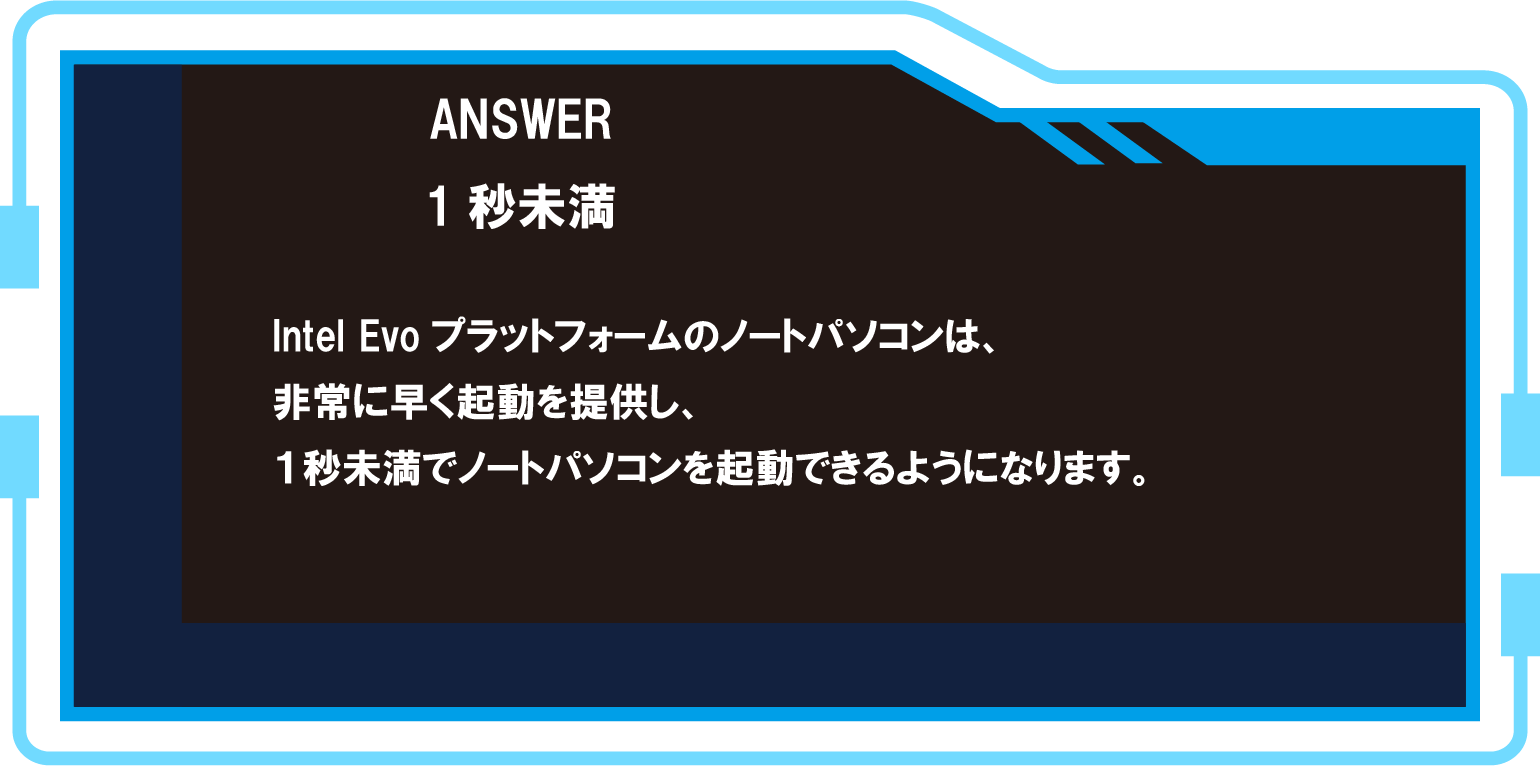 ANSWER
1 秒未満
Intel Evo プラットフォームのノートパソコンは、
非常に早く起動を提供し、
１秒未満でノートパソコンを起動できるようになります。